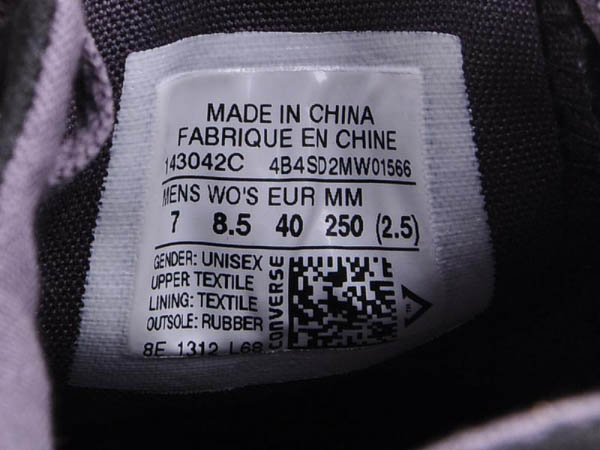 MADE IN CHINA
FABRIQUE EN CHINE
143042C 4B4SD2MW01566
MENS WO'S EUR MM
7 8.5 40 250 (2.5)
GENDER: UNISEX
UPPER TEXTILE
LINING: TEXTILE
OUTSOLE: RUBBER
8E 1312 L68
CONVERSE
TM